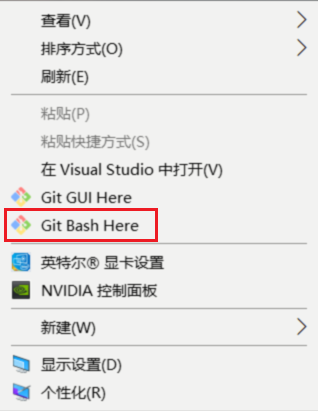 查看(V)
排序方式(O)
刷新(E)
粘贴(P)
粘贴快捷方式(S)
在 Visual Studio 中打开(V)
Git GUI Here
Git Bash Here
英特尔® 显卡设置
NVIDIA 控制面板
新建(W)
显示设置(D)
个性化(R)